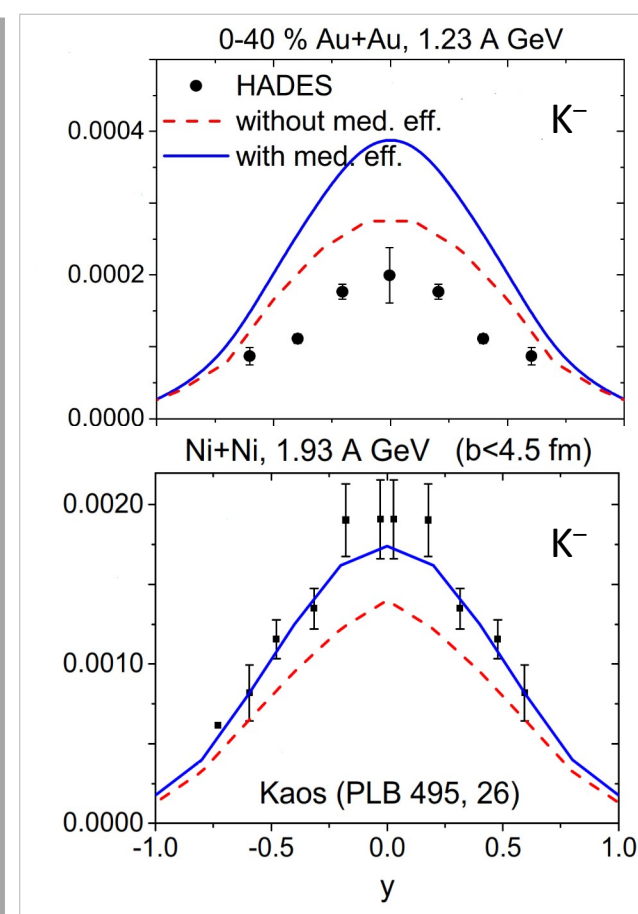 0-40 % Au+Au, 1.23 A GeV
HADES
K⁻
without med. eff.
with med. eff.
0.0004
0.0002
0.0000
Ni+Ni, 1.93 A GeV (b<4.5 fm)
0.0020
K⁻
0.0010
Kaos (PLB 495, 26)
0.0000
-1.0 -0.5 0.0 0.5 1.0
y